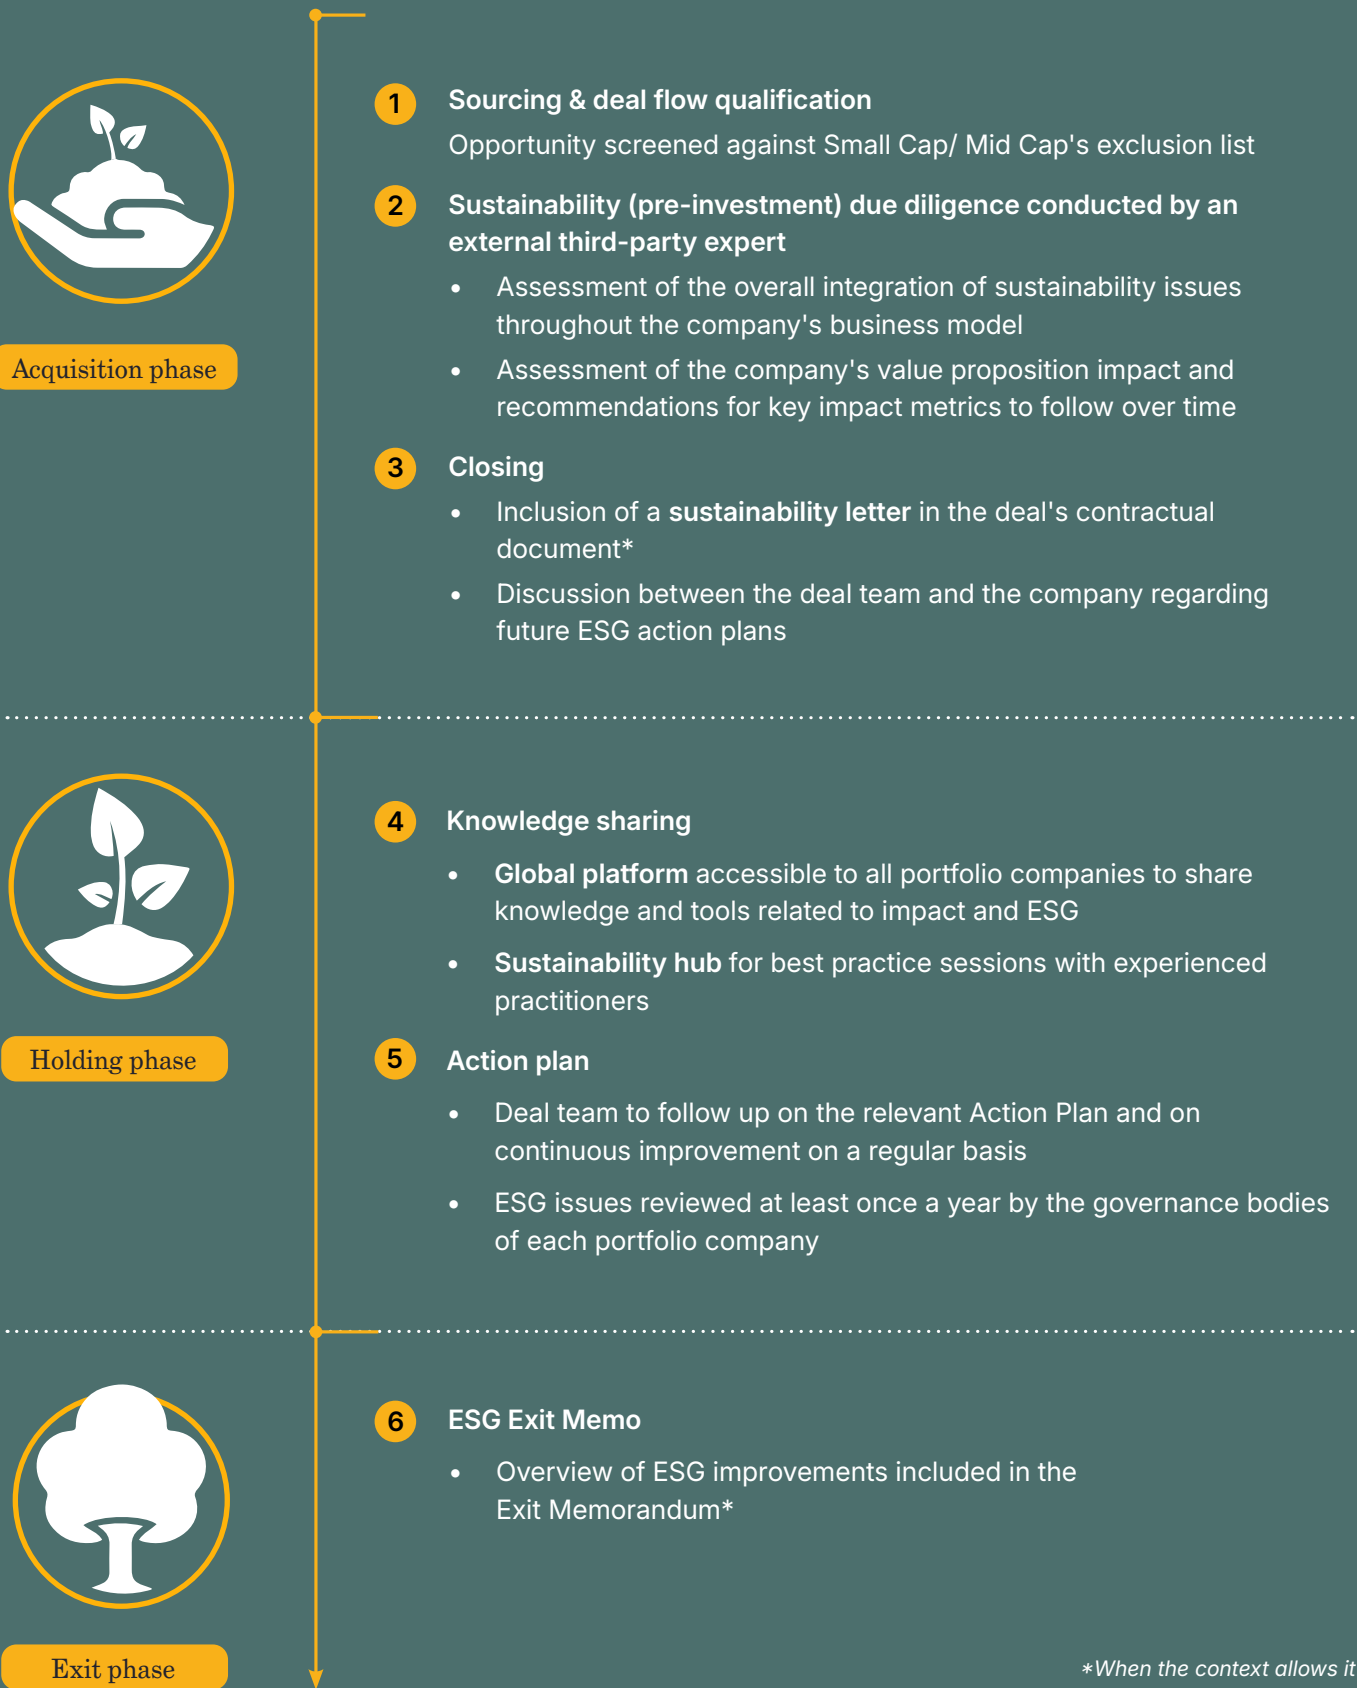 1 Sourcing & deal flow qualification
Opportunity screened against Small Cap/ Mid Cap's exclusion list
2 Sustainability (pre-investment) due diligence conducted by an
external third-party expert
• Assessment of the overall integration of sustainability issues
throughout the company's business model
• Assessment of the company's value proposition impact and
recommendations for key impact metrics to follow over time
Acquisition phase
3 Closing
• Inclusion of a sustainability letter in the deal's contractual
document*
• Discussion between the deal team and the company regarding
future ESG action plans
4 Knowledge sharing
• Global platform accessible to all portfolio companies to share
knowledge and tools related to impact and ESG
• Sustainability hub for best practice sessions with experienced
practitioners
Holding phase
5 Action plan
• Deal team to follow up on the relevant Action Plan and on
continuous improvement on a regular basis
• ESG issues reviewed at least once a year by the governance bodies
of each portfolio company
6 ESG Exit Memo
• Overview of ESG improvements included in the
Exit Memorandum*
Exit phase
*When the context allows it